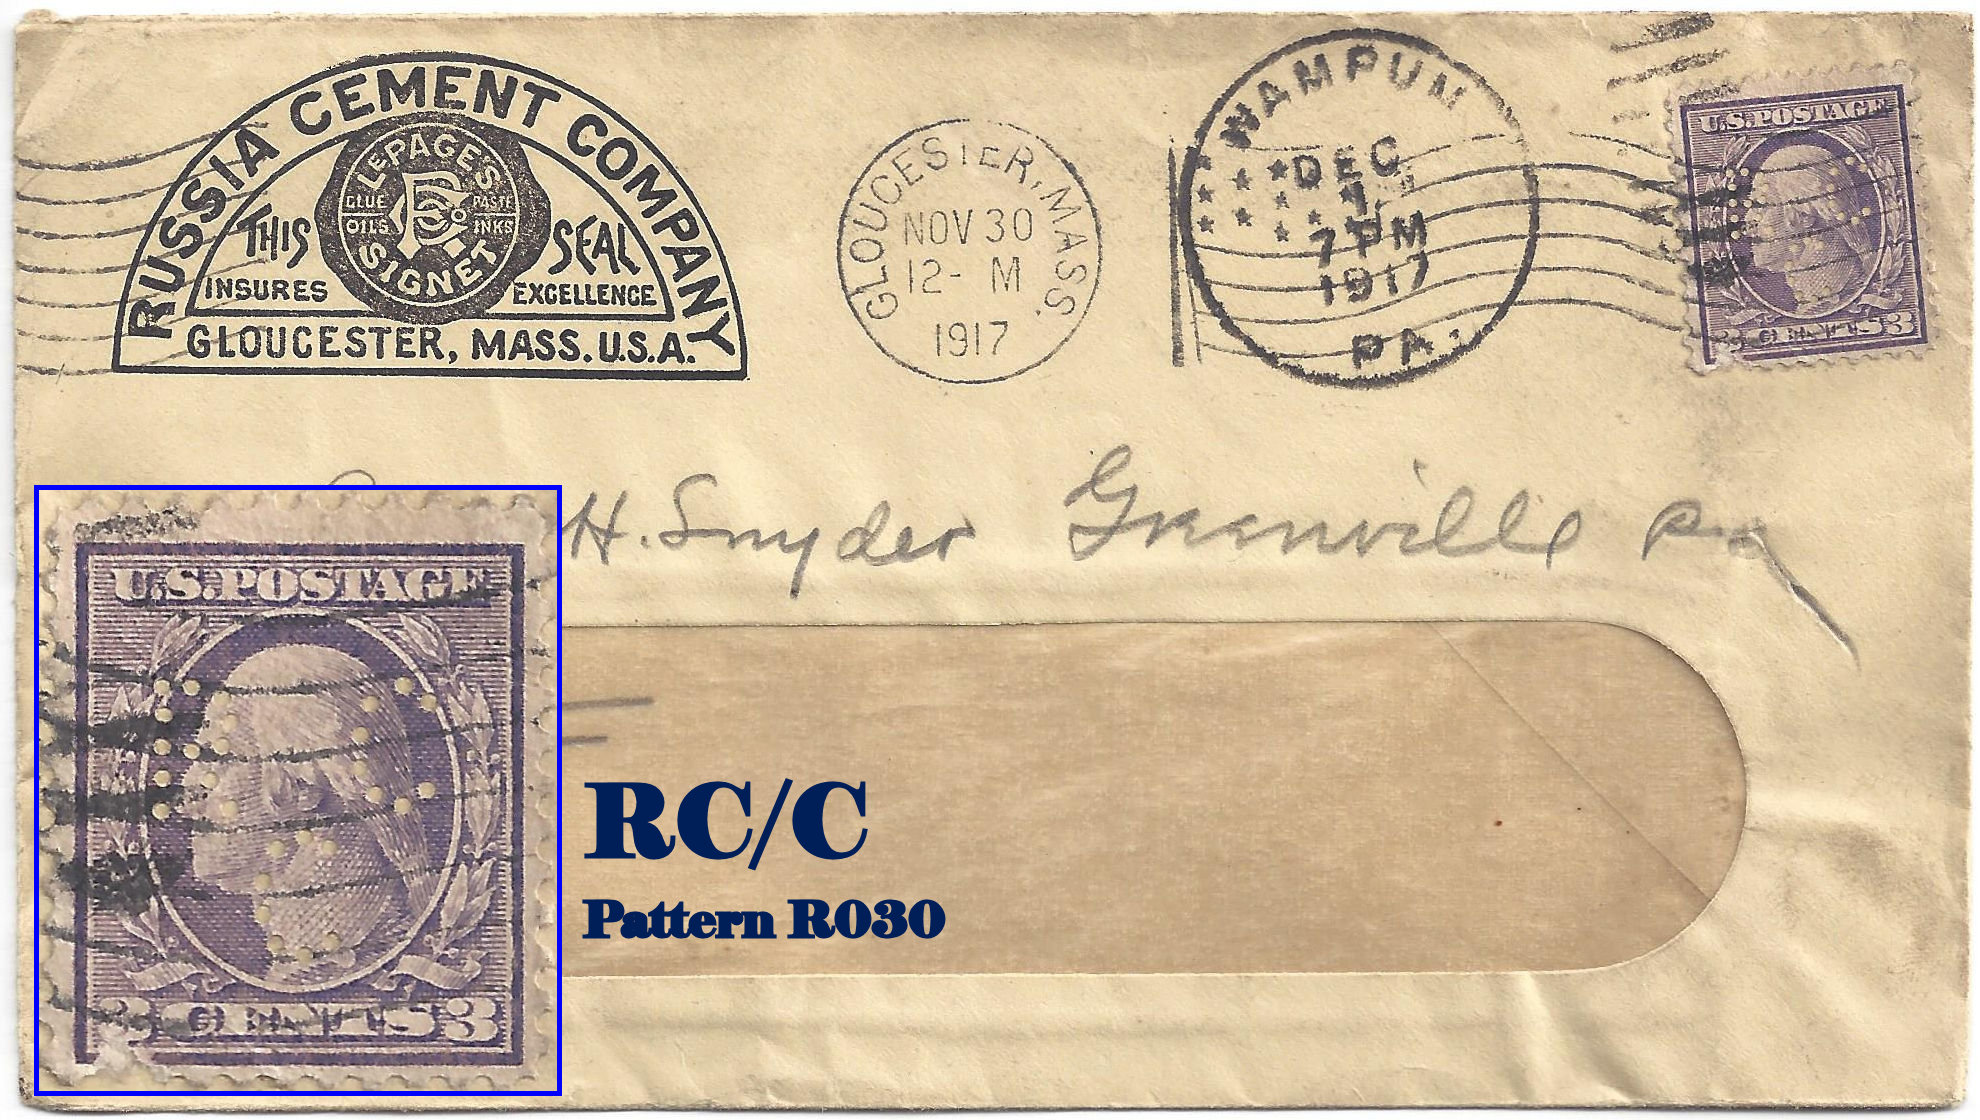 RUSSIA CEMENT COMPANY
LEPAGE'S
GLUE PASTE
OILS INKS
SIGNET
THIS SEAL
INSURES EXCELLENCE
GLOUCESTER, MASS. U.S.A.
GLOUCESTER, MASS.
NOV 30
12- M
1917
WAMPUM
DEC
1
7 PM
1917
PA.
U.S. POSTAGE
3 CENTS 3
H. Snyder Greenville Pa
U.S. POSTAGE
3 CENTS 3
RC/C
Pattern R030